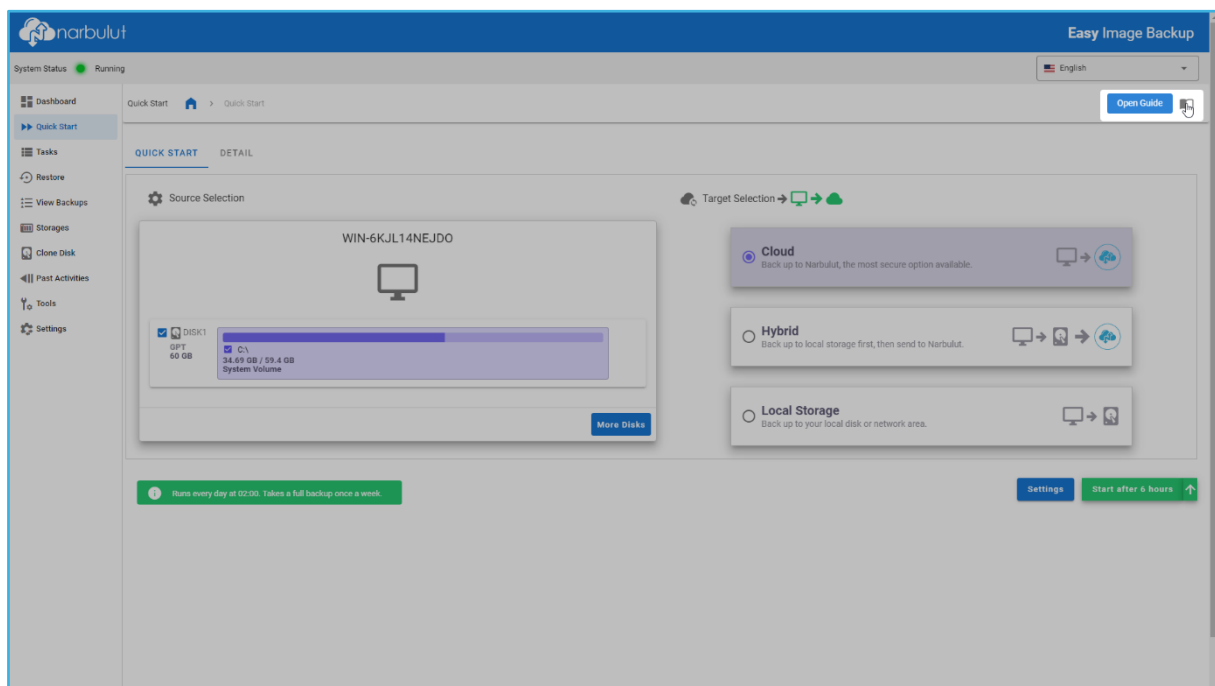 narbulut
Easy Image Backup
System Status Running
English
Dashboard
Quick Start
Tasks
Restore
View Backups
Storages
Clone Disk
Past Activities
Tools
Settings
Quick Start > Quick Start
Open Guide
QUICK START DETAIL
Source Selection
WIN-6KJL14NEJDO
DISK1
GPT
60 GB
C:\
34.69 GB / 59.4 GB
System Volume
More Disks
Target Selection
Cloud
Back up to Narbulut, the most secure option available.
Hybrid
Back up to local storage first, then send to Narbulut.
Local Storage
Back up to your local disk or network area.
Runs every day at 02:00. Takes a full backup once a week.
Settings
Start after 6 hours